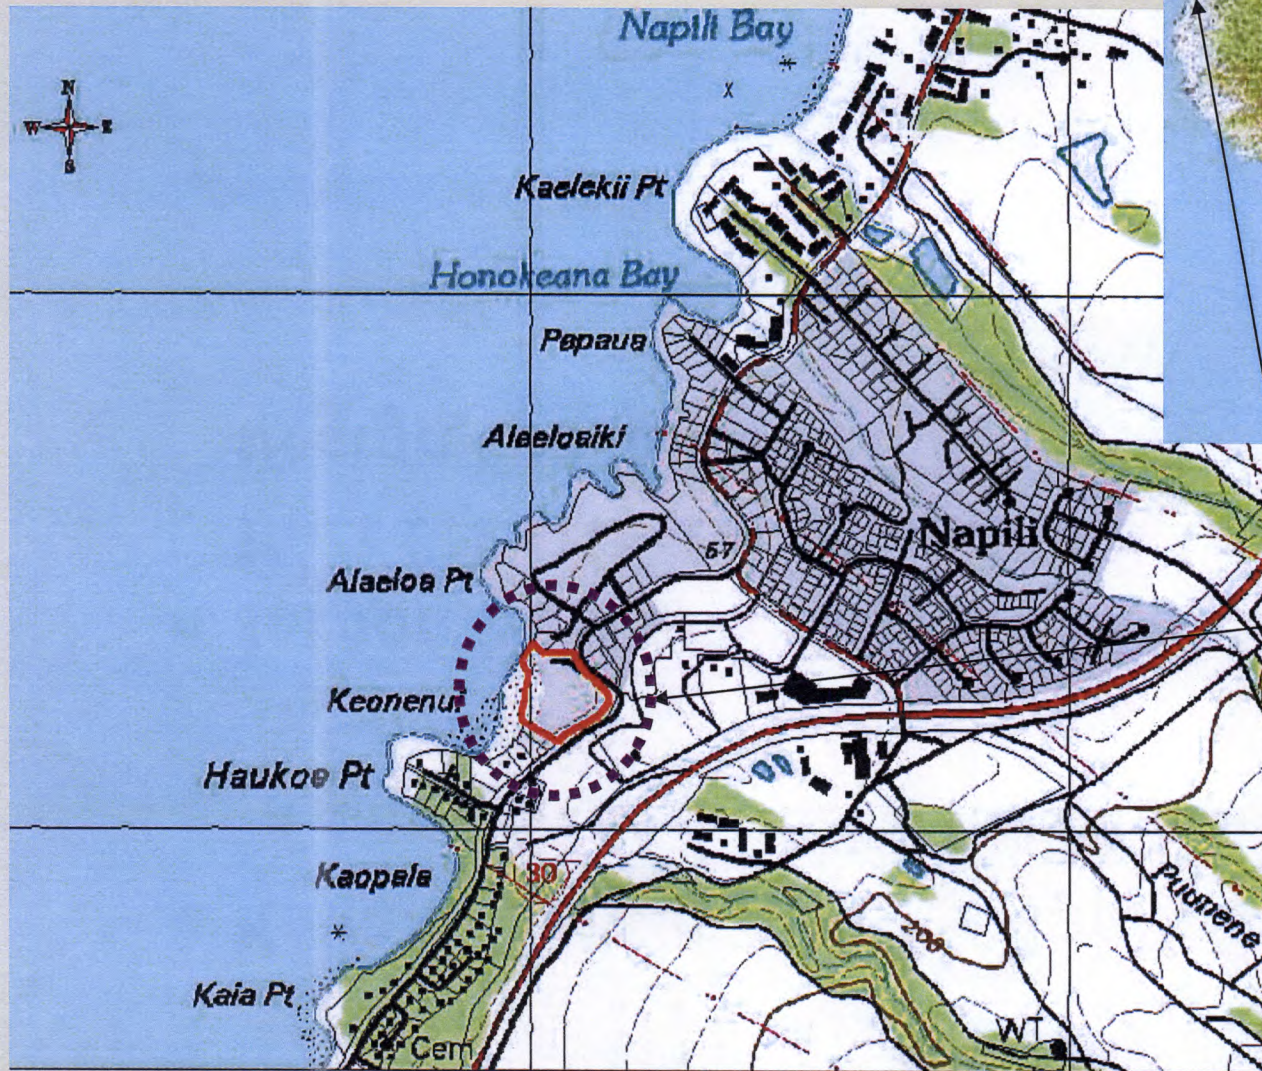 Napili Bay
N
W E
S
x
Kaelekii Pt
Honokeana Bay
Papaua
Alaeloaiki
Napili
57
Alaeloa Pt
Keonenui
Haukoe Pt
Kaopala
30
200
Puumene
Kaia Pt
Cem
WT